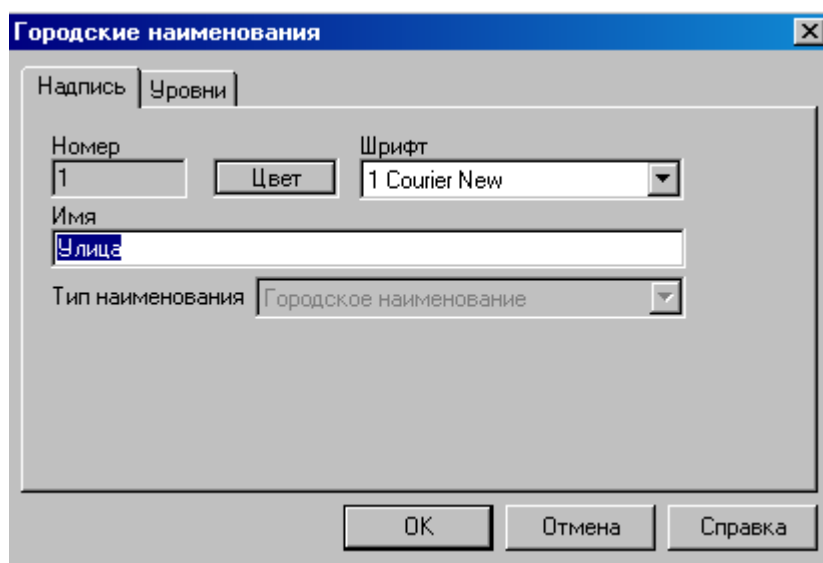 Городские наименования
Надпись Уровни
Номер Шрифт
1 Цвет 1 Courier New
Имя
Улица
Тип наименования Городское наименование
OK Отмена Справка